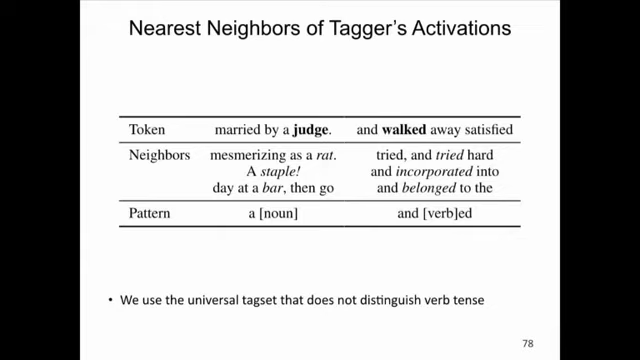 Nearest Neighbors of Tagger's Activations
Token married by a judge. and walked away satisfied
Neighbors mesmerizing as a rat. tried, and tried hard
A staple! and incorporated into
day at a bar, then go and belonged to the
Pattern a [noun] and [verb]ed
• We use the universal tagset that does not distinguish verb tense
78